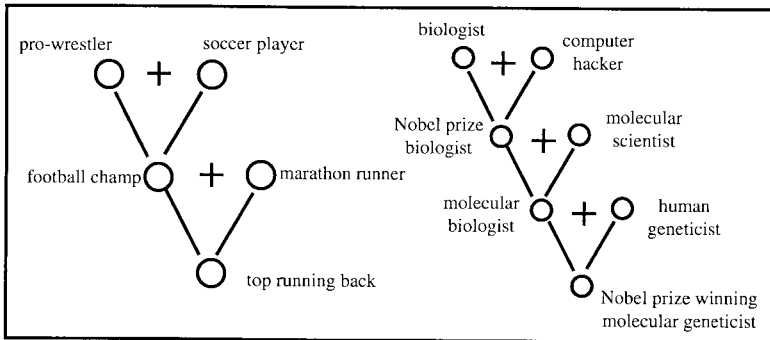 pro-wrestler
+
soccer player
football champ
+
marathon runner
top running back
biologist
+
computer
hacker
Nobel prize
biologist
+
molecular
scientist
molecular
biologist
+
human
geneticist
Nobel prize winning
molecular geneticist